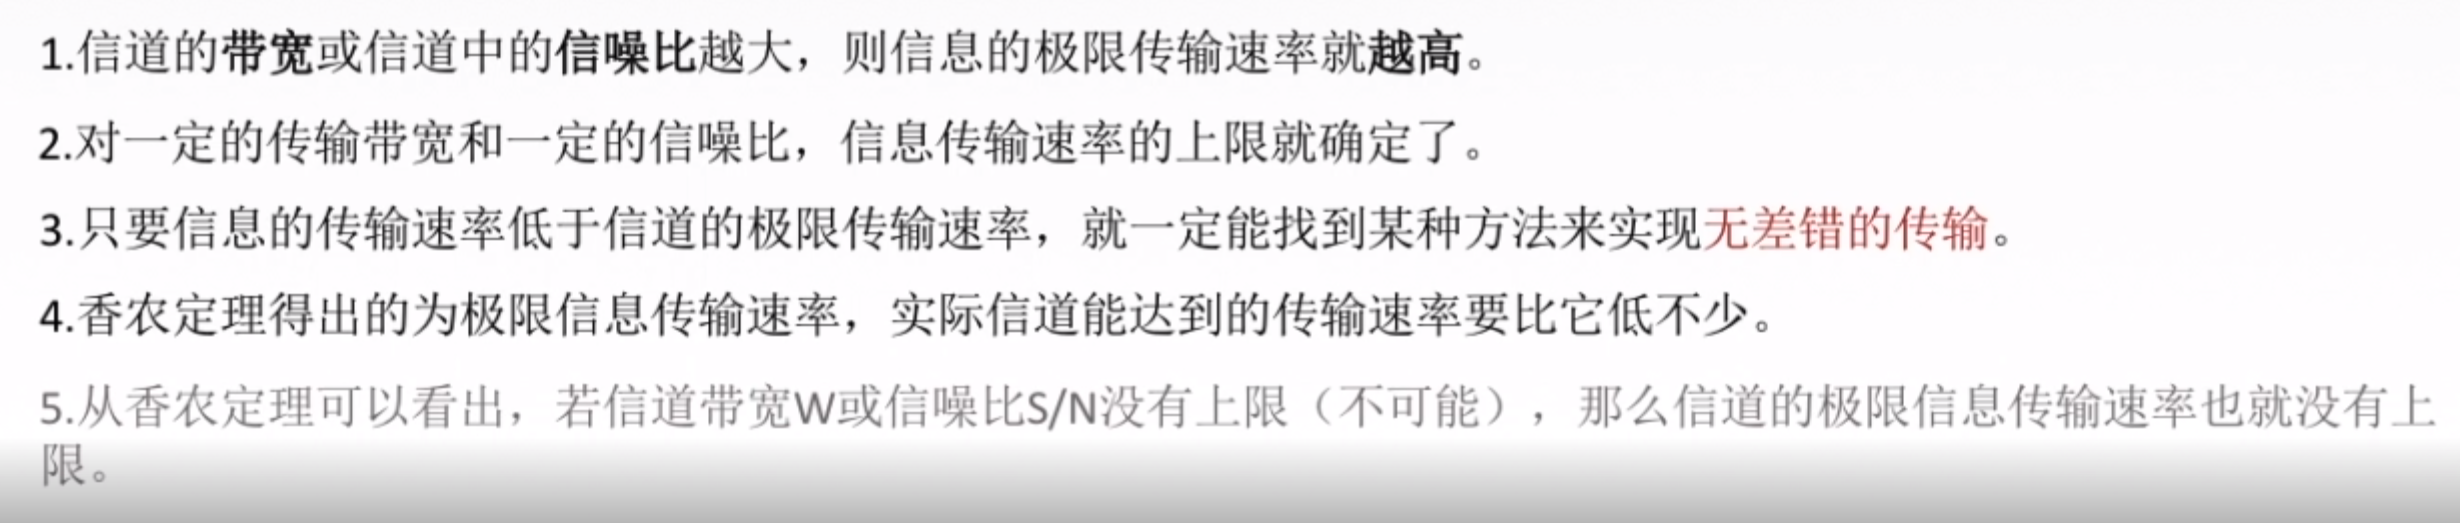 1.信道的带宽或信道中的信噪比越大，则信息的极限传输速率就越高。
2.对一定的传输带宽和一定的信噪比，信息传输速率的上限就确定了。
3.只要信息的传输速率低于信道的极限传输速率，就一定能找到某种方法来实现无差错的传输。
4.香农定理得出的为极限信息传输速率，实际信道能达到的传输速率要比它低不少。
5.从香农定理可以看出，若信道带宽W或信噪比S/N没有上限（不可能），那么信道的极限信息传输速率也就没有上
限。